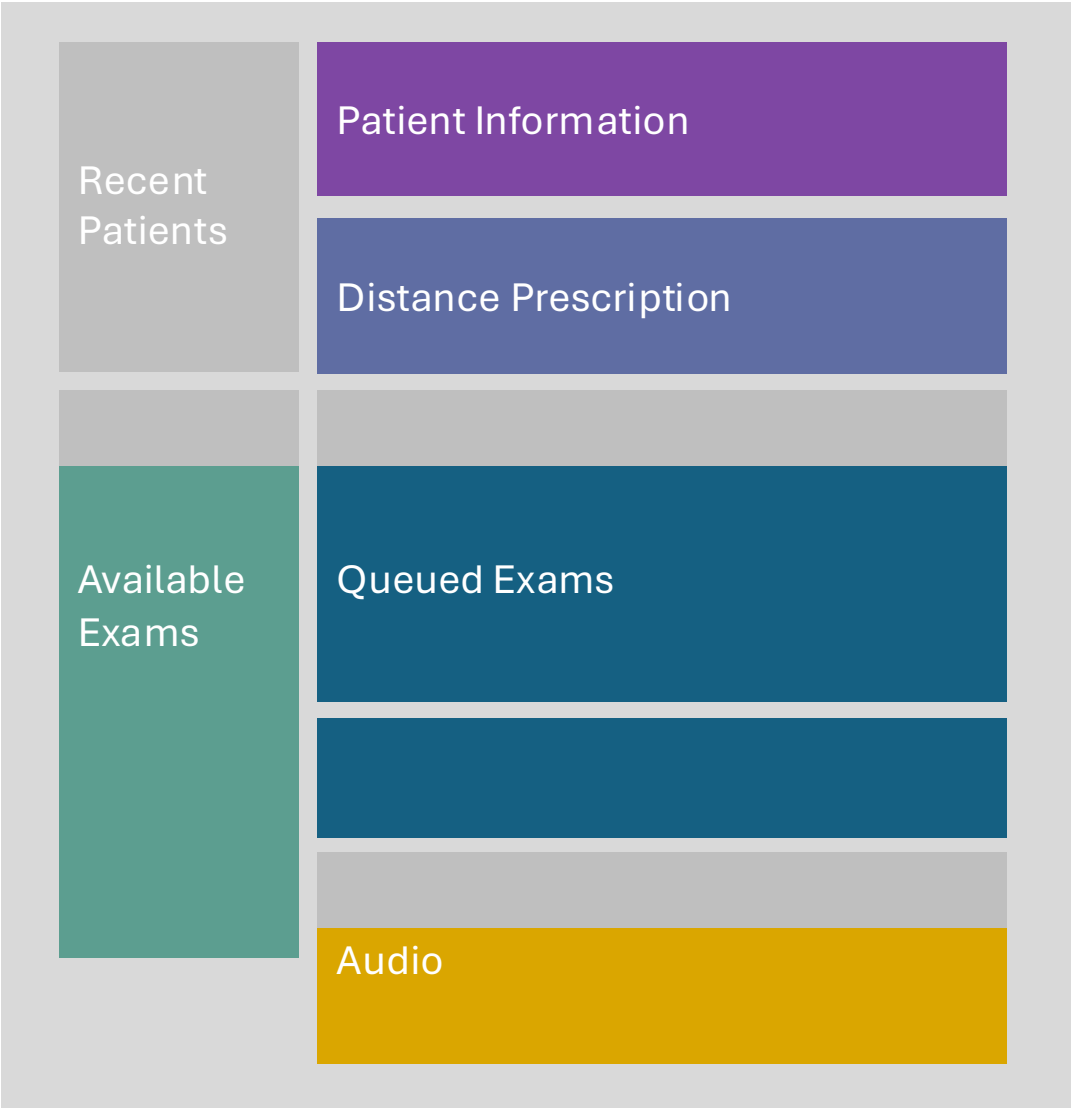 Recent
Patients
Patient Information
Distance Prescription
Available
Exams
Queued Exams
Audio